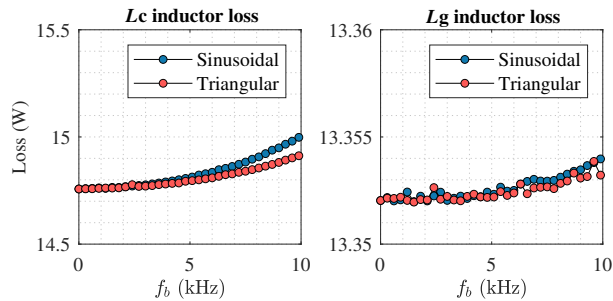 Lc inductor loss
15.5
15
14.5
Loss (W)
Sinusoidal
Triangular
0
5
10
f_b (kHz)
Lg inductor loss
13.36
13.355
13.35
Sinusoidal
Triangular
0
5
10
f_b (kHz)